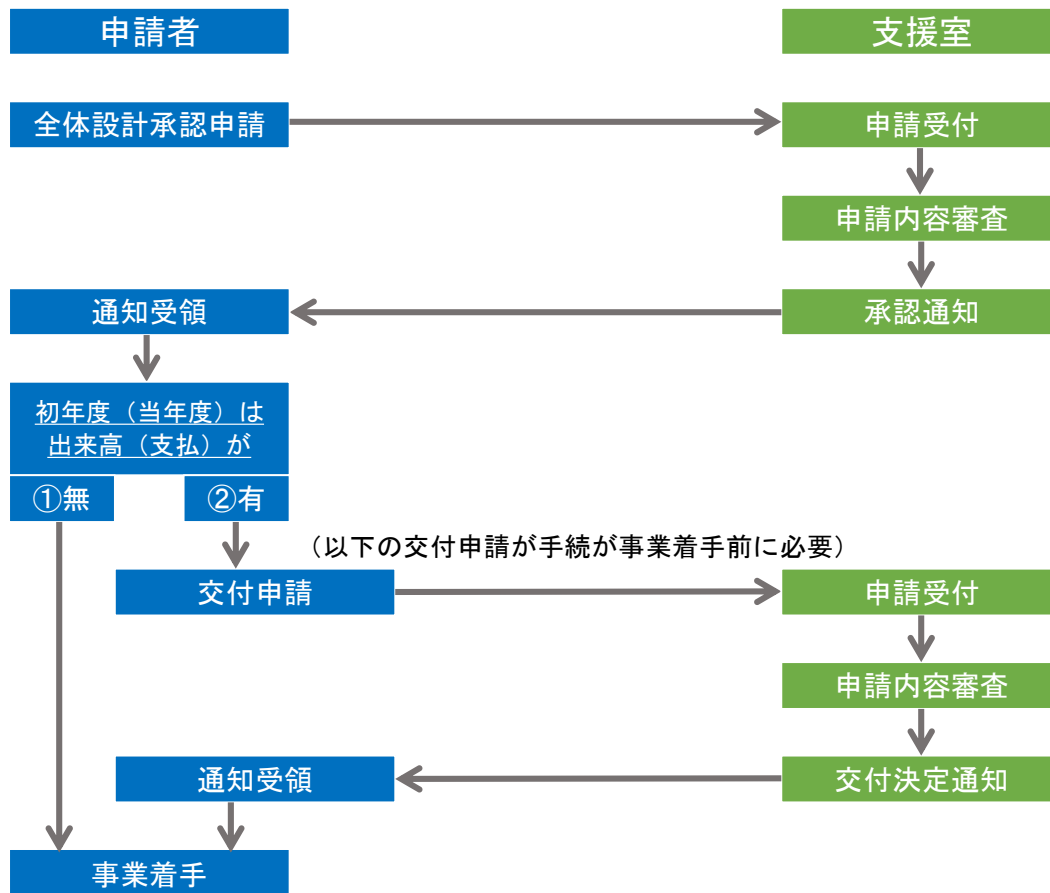 申請者
支援室
全体設計承認申請
申請受付
申請内容審査
通知受領
承認通知
初年度（当年度）は
出来高（支払）が
①無
②有
（以下の交付申請が手続が事業着手前に必要）
交付申請
申請受付
申請内容審査
通知受領
交付決定通知
事業着手